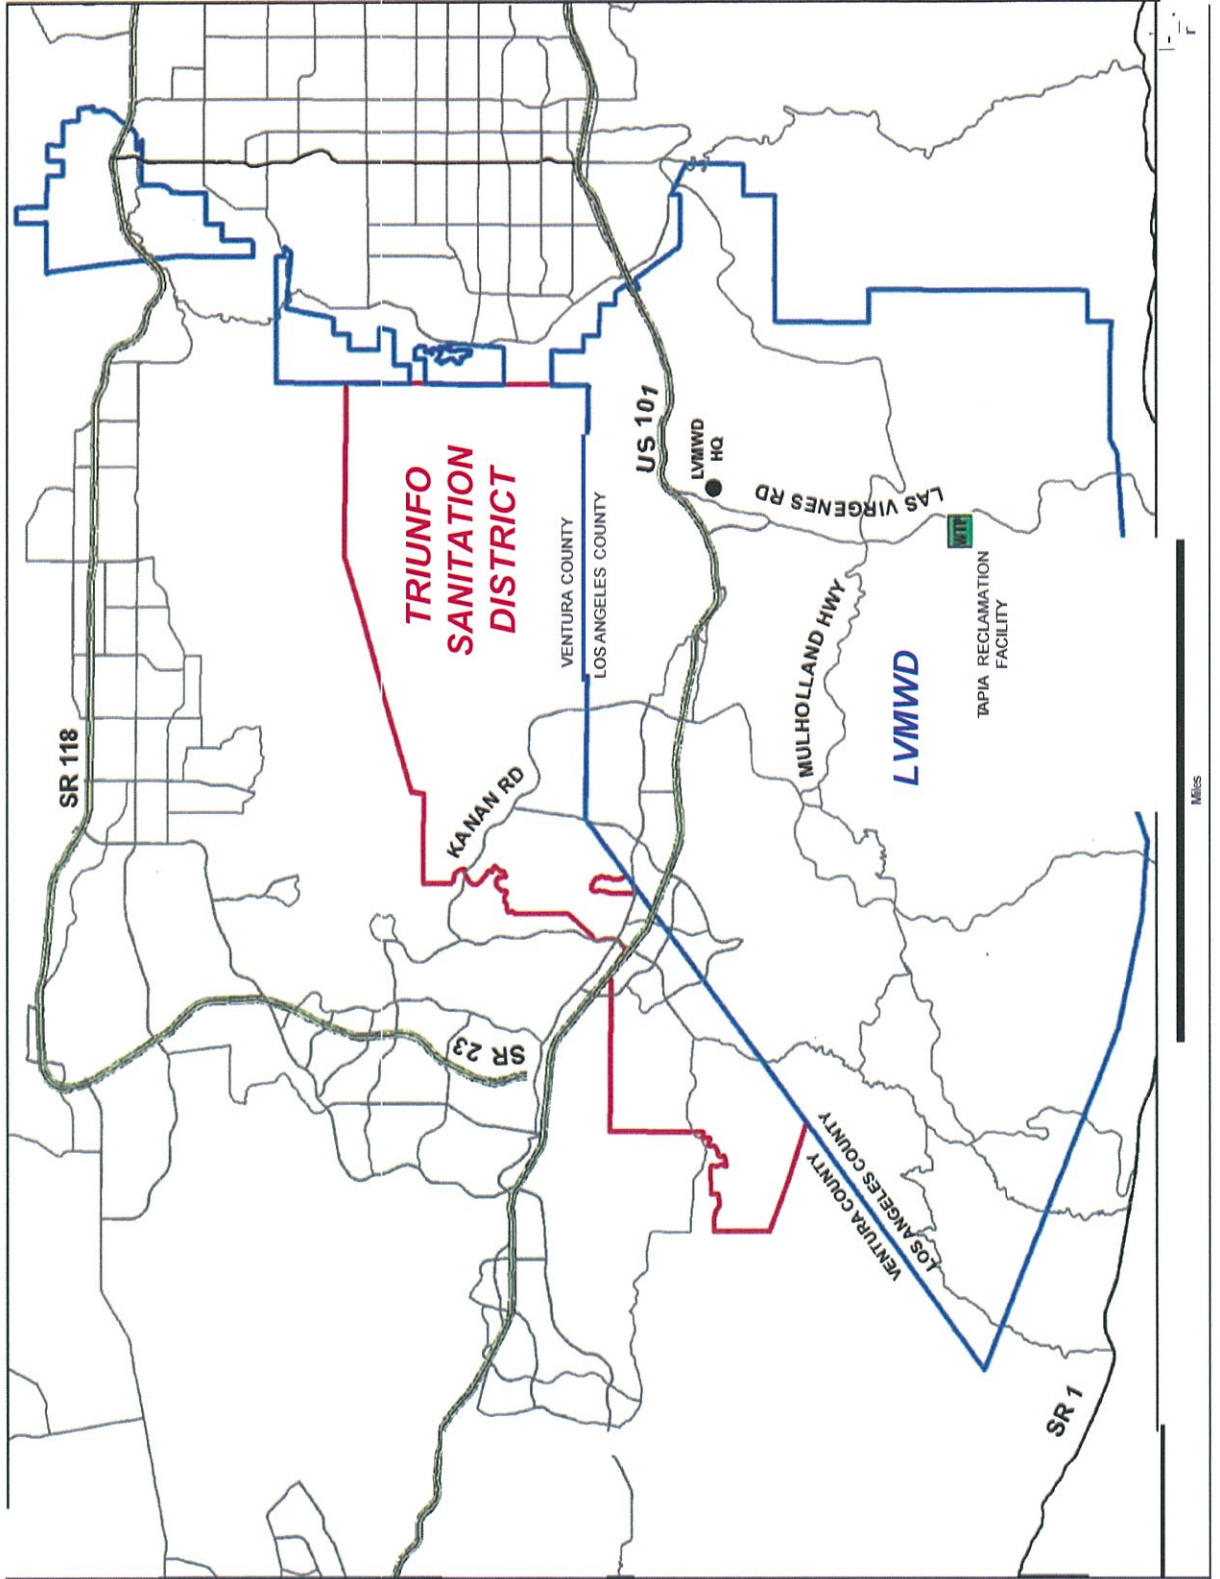 SR 118
TRIUNFO
SANITATION
DISTRICT
KANAN RD
SR 23
VENTURA COUNTY
LOS ANGELES COUNTY
US 101
LVMWD
HQ
LAS VIRGENES RD
MULHOLLAND HWY
WTP
TAPIA RECLAMATION
FACILITY
LVMWD
VENTURA COUNTY
LOS ANGELES COUNTY
SR 1
Miles